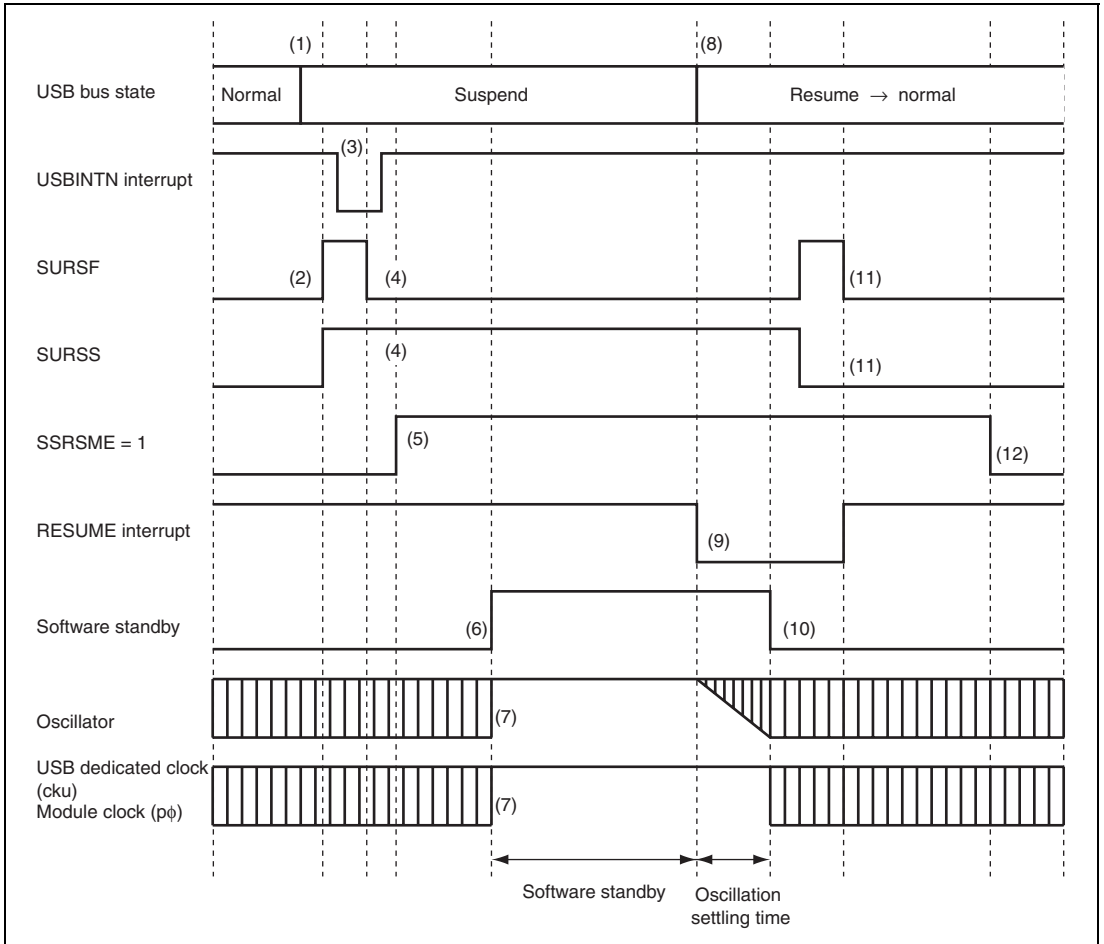 (1) (8)
USB bus state Normal Suspend Resume → normal
(3)
USBINTN interrupt
SURSF (2) (4) (11)
SURSS (4) (11)
SSRSME = 1 (5) (12)
RESUME interrupt (9)
Software standby (6) (10)
Oscillator (7)
USB dedicated clock
(cku)
Module clock (pϕ) (7)
Software standby Oscillation
settling time